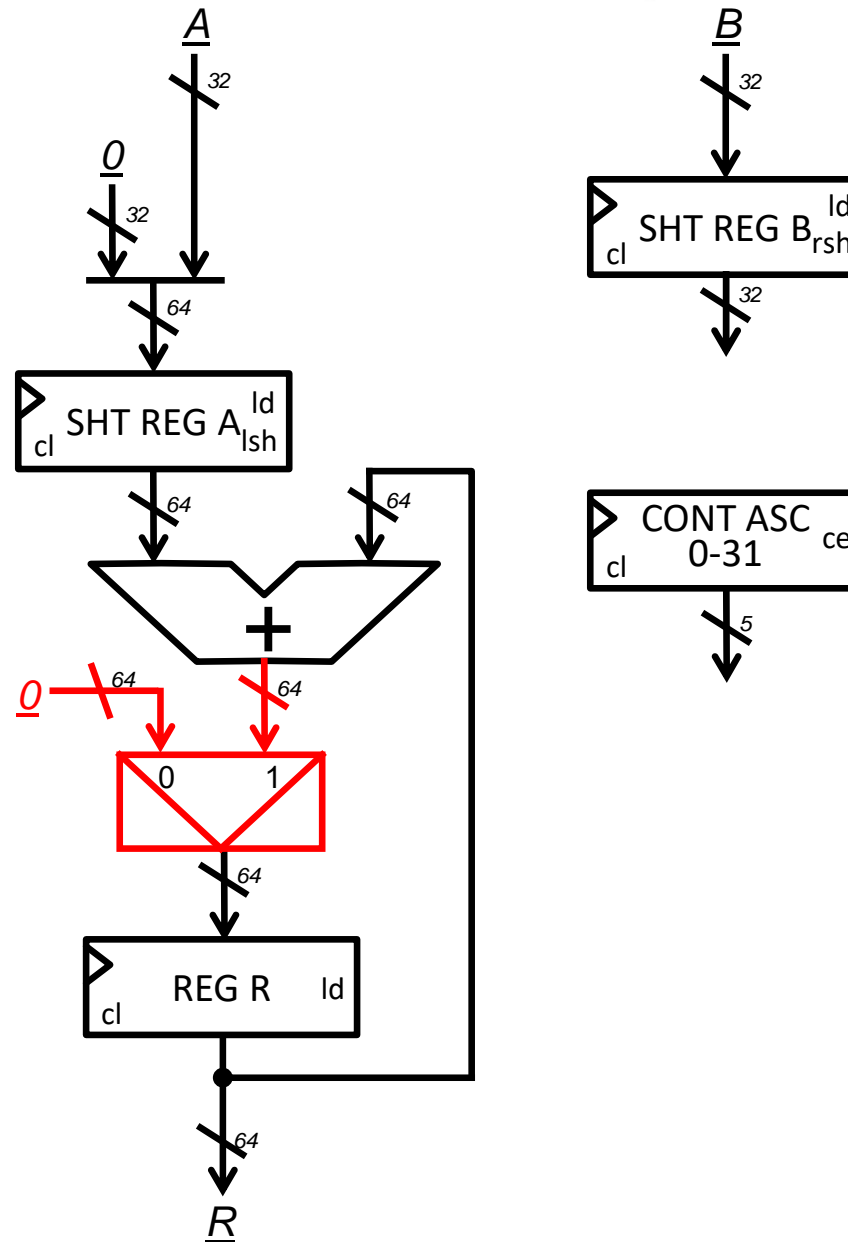 A
32
0
32
64
SHT REG A
ld
lsh
cl
64
64
+
0
64
64
0
1
64
REG R
ld
cl
64
R
B
32
SHT REG B
ld
rsh
cl
32
CONT ASC
0-31
ce
cl
5